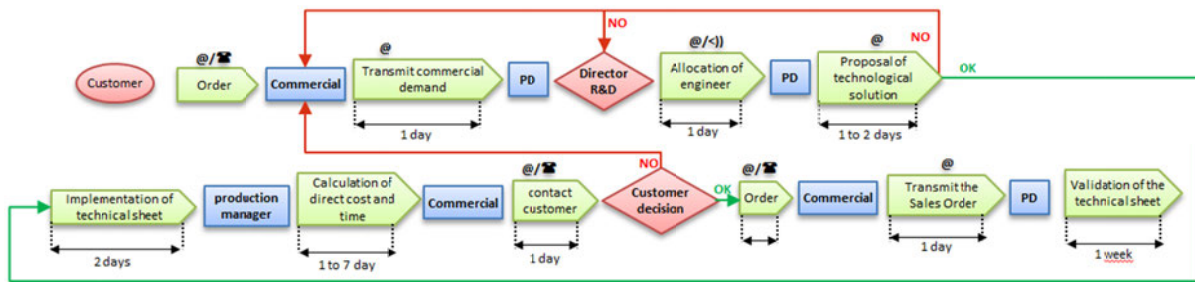 NO
NO
@/☎
@
@/<))
@
OK
Customer
Order
Commercial
Transmit commercial
demand
PD
Director
R&D
Allocation of
engineer
PD
Proposal of
technological
solution
1 day
1 day
1 to 2 days
@/☎
NO
@/☎
@
Implementation of
technical sheet
production
manager
Calculation of
direct cost and
time
Commercial
contact
customer
Customer
decision
OK
Order
Commercial
Transmit the
Sales Order
PD
Validation of the
technical sheet
2 days
1 to 7 day
1 day
1 day
1 week